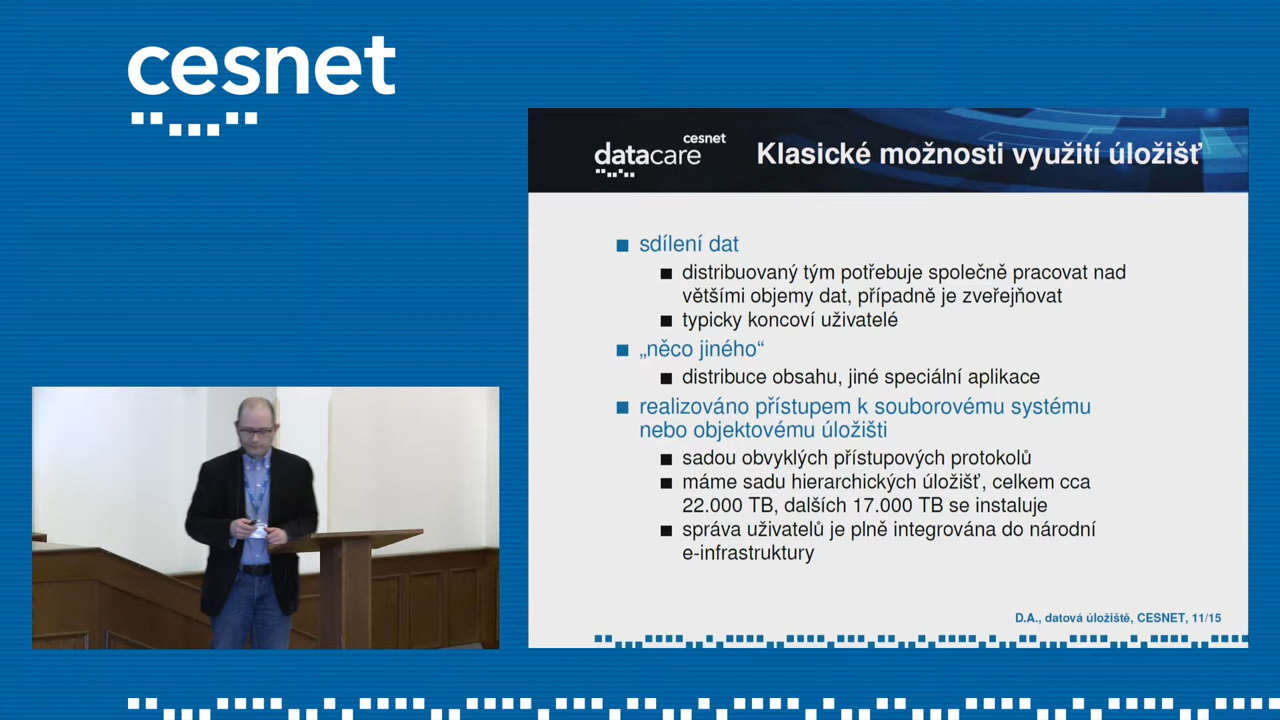 cesnet
cesnet
datacare
Klasické možnosti využití úložišť
sdílení dat
distribuovaný tým potřebuje společně pracovat nad
většími objemy dat, případně je zveřejňovat
typicky koncoví uživatelé
„něco jiného“
distribuce obsahu, jiné speciální aplikace
realizováno přístupem k souborovému systému
nebo objektovému úložišti
sadou obvyklých přístupových protokolů
máme sadu hierarchických úložišť, celkem cca
22.000 TB, dalších 17.000 TB se instaluje
správa uživatelů je plně integrována do národní
e-infrastruktury
D.A., datová úložiště, CESNET, 11/15